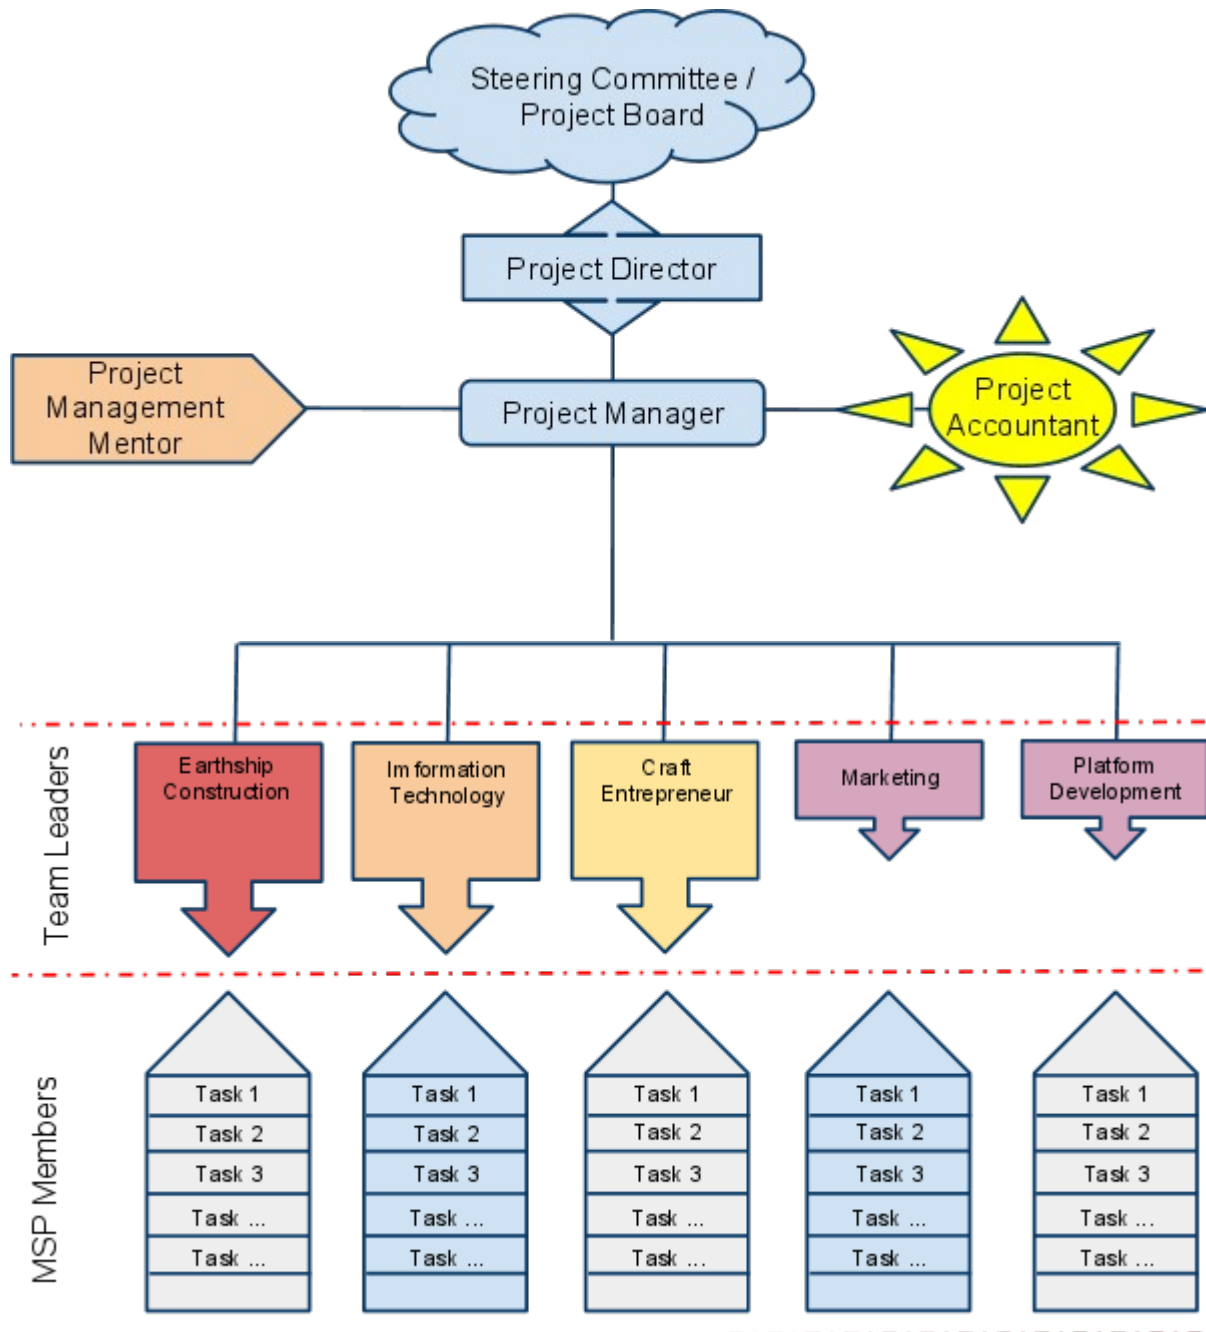 Steering Committee /
Project Board
Project Director
Project
Management
Mentor
Project Manager
Project
Accountant
Team Leaders
Earthship
Construction
Imformation
Technology
Craft
Entrepreneur
Marketing
Platform
Development
MSP Members
Task 1
Task 2
Task 3
Task ...
Task ...
Task 1
Task 2
Task 3
Task ...
Task ...
Task 1
Task 2
Task 3
Task ...
Task ...
Task 1
Task 2
Task 3
Task ...
Task ...
Task 1
Task 2
Task 3
Task ...
Task ...